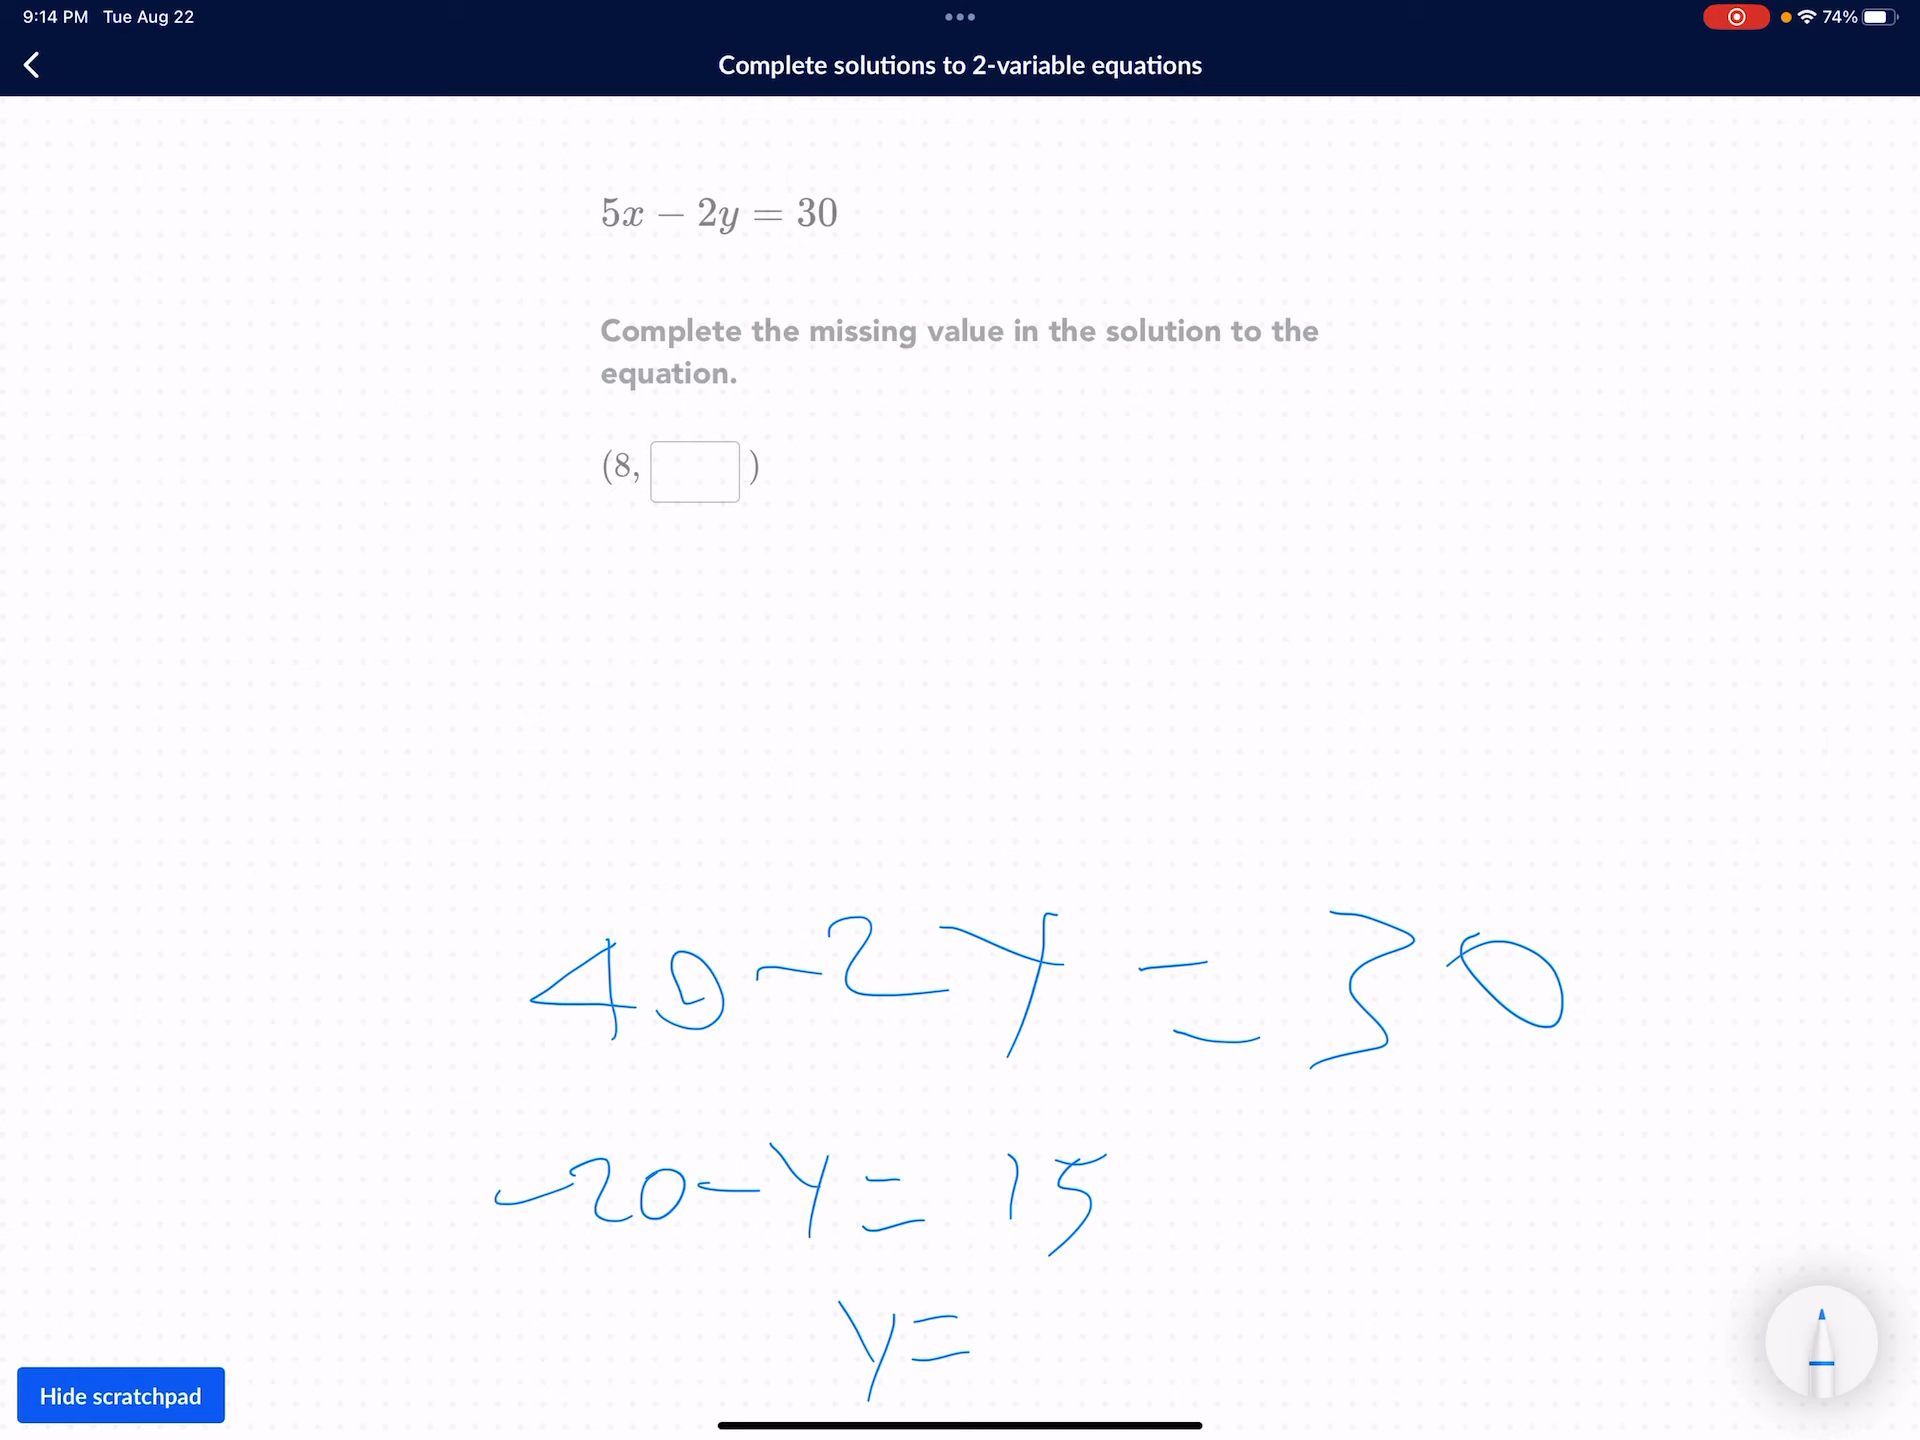 9:14 PM Tue Aug 22
74%
Complete solutions to 2-variable equations
5x − 2y = 30
Complete the missing value in the solution to the
equation.
(8, )
40-2y=30
-20-y=15
y=
Hide scratchpad